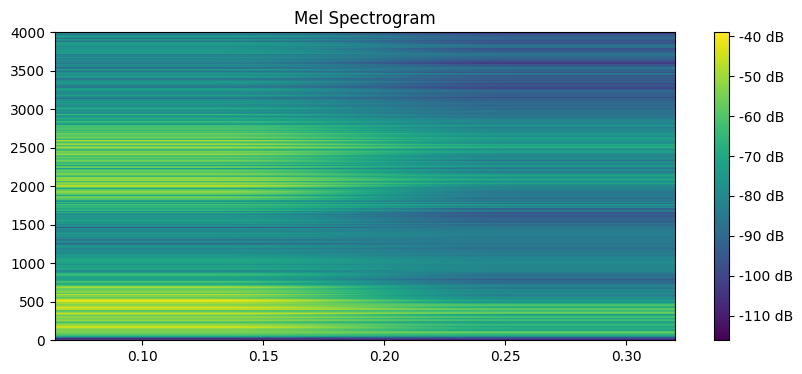 Mel Spectrogram
4000
3500
3000
2500
2000
1500
1000
500
0
0.10 0.15 0.20 0.25 0.30
-40 dB
-50 dB
-60 dB
-70 dB
-80 dB
-90 dB
-100 dB
-110 dB